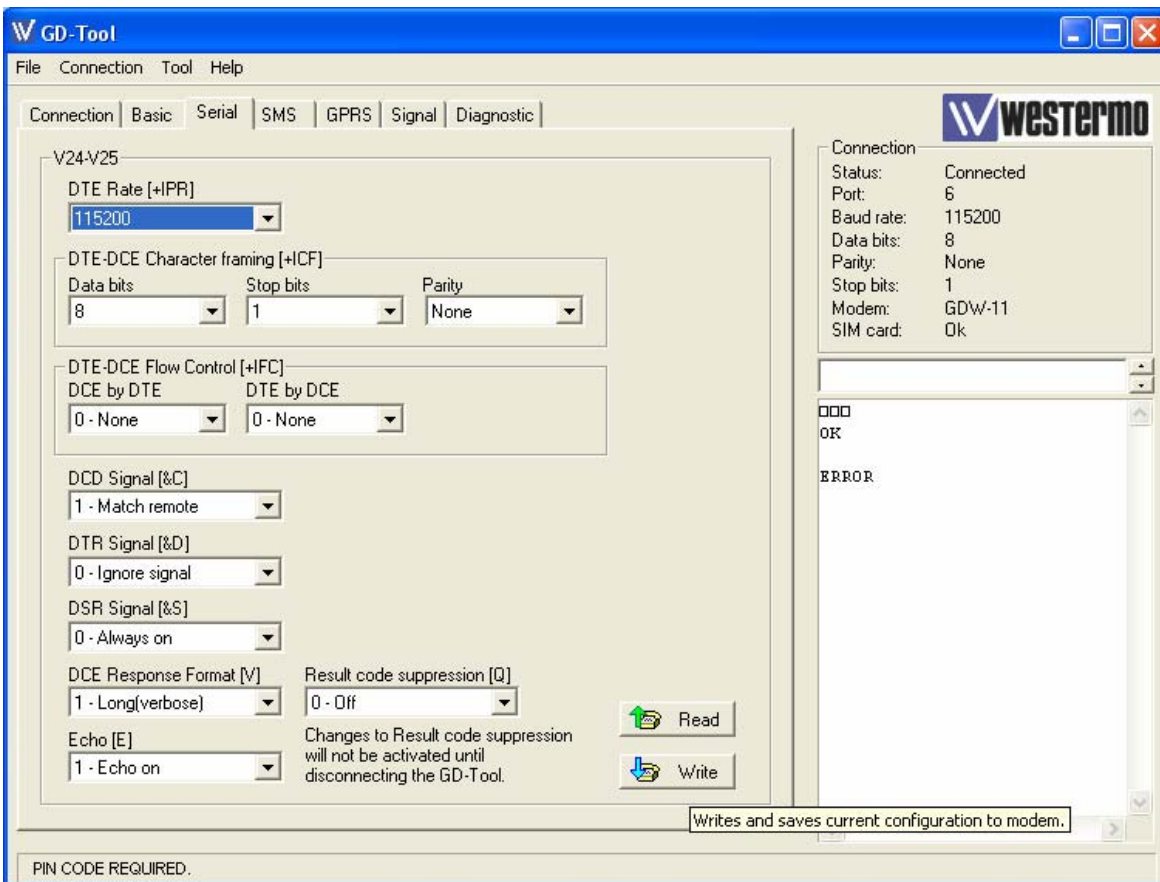 GD-Tool
File Connection Tool Help
Connection Basic Serial SMS GPRS Signal Diagnostic
V24-V25
DTE Rate [+IPR]
115200
DTE-DCE Character framing [+ICF]
Data bits Stop bits Parity
8 1 None
DTE-DCE Flow Control [+IFC]
DCE by DTE DTE by DCE
0 - None 0 - None
DCD Signal [&C]
1 - Match remote
DTR Signal [&D]
0 - Ignore signal
DSR Signal [&S]
0 - Always on
DCE Response Format [V] Result code suppression [Q]
1 - Long(verbose) 0 - Off
Echo [E]
1 - Echo on
Changes to Result code suppression
will not be activated until
disconnecting the GD-Tool.
Read
Write
Writes and saves current configuration to modem.
westermo
Connection
Status: Connected
Port: 6
Baud rate: 115200
Data bits: 8
Parity: None
Stop bits: 1
Modem: GDW-11
SIM card: Ok
□□□
OK
ERROR
PIN CODE REQUIRED.